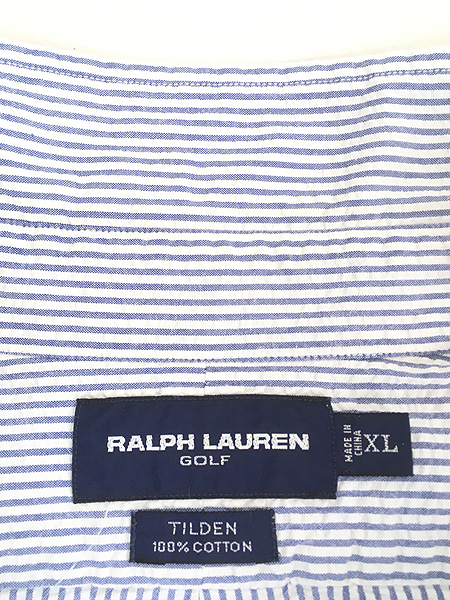 RALPH LAUREN
GOLF
MADE IN
CHINA
XL
TILDEN
100% COTTON